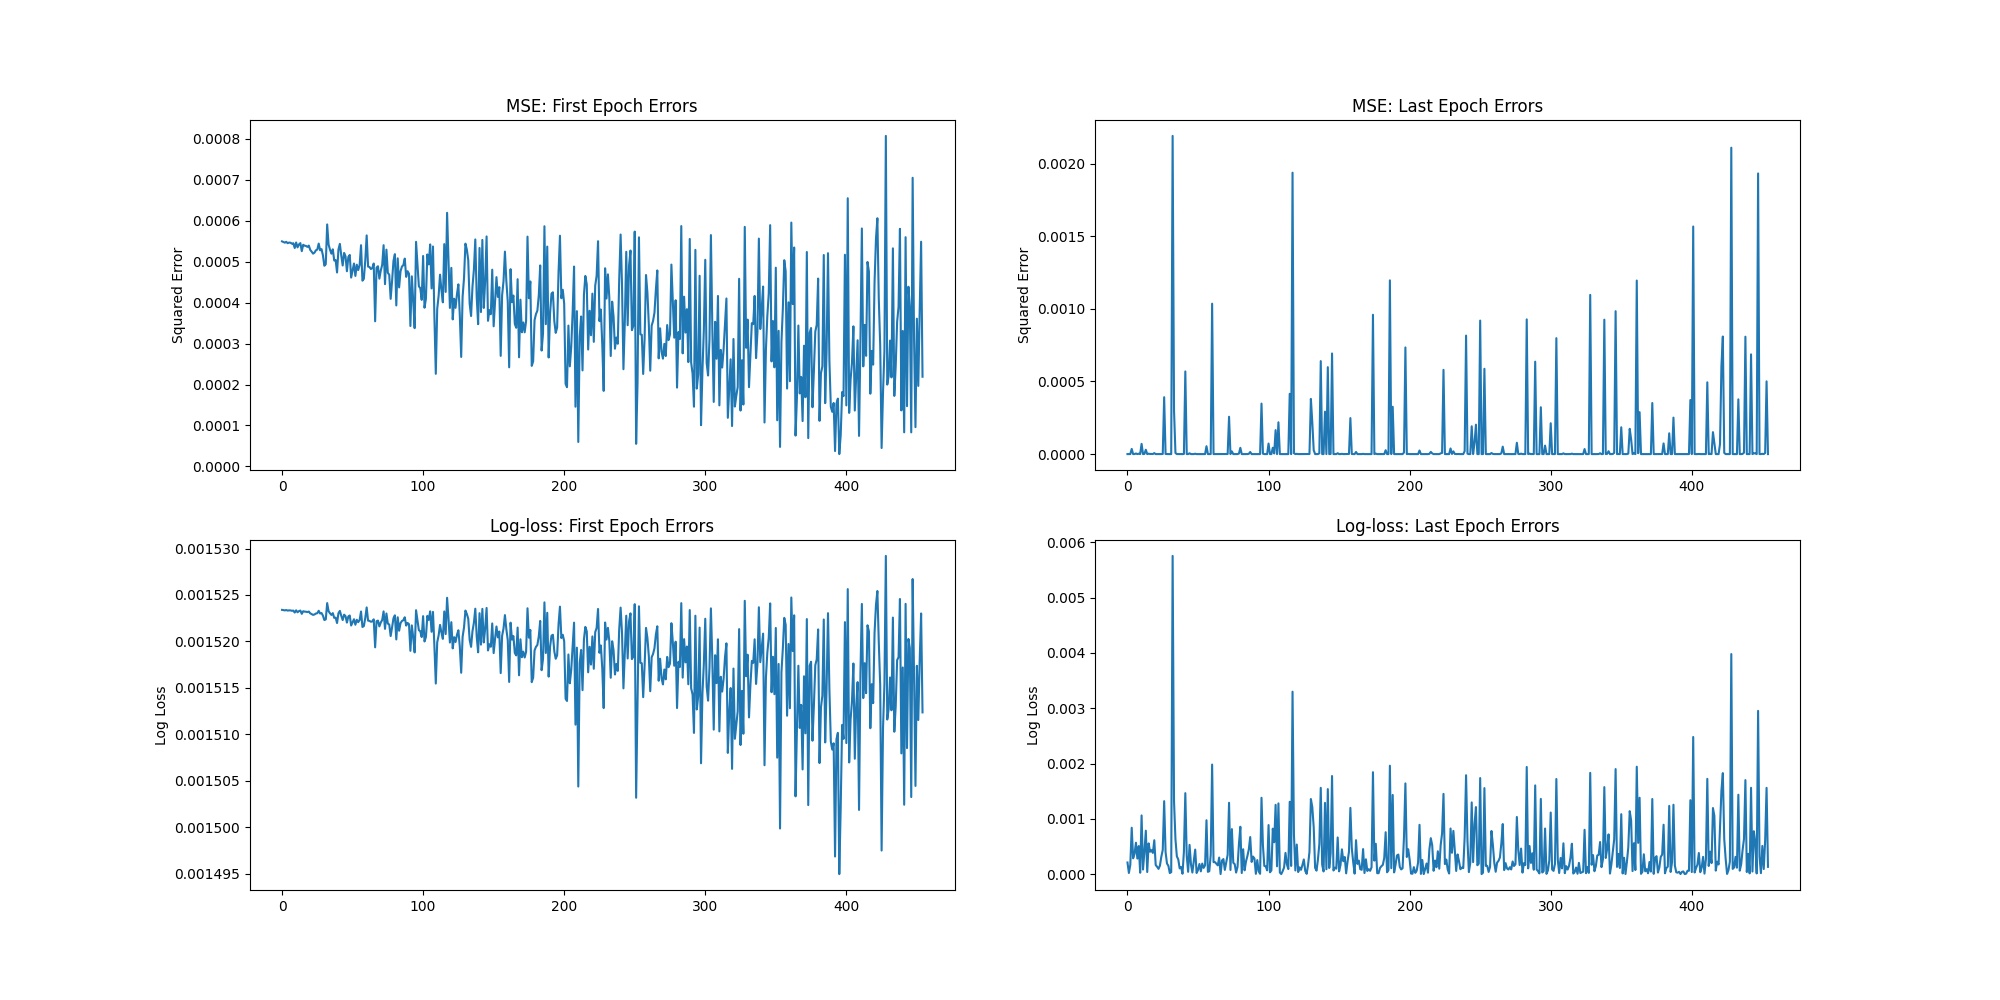 MSE: First Epoch Errors
Squared Error
0.0008
0.0007
0.0006
0.0005
0.0004
0.0003
0.0002
0.0001
0.0000
0 100 200 300 400
MSE: Last Epoch Errors
Squared Error
0.0020
0.0015
0.0010
0.0005
0.0000
0 100 200 300 400
Log-loss: First Epoch Errors
Log Loss
0.001530
0.001525
0.001520
0.001515
0.001510
0.001505
0.001500
0.001495
0 100 200 300 400
Log-loss: Last Epoch Errors
Log Loss
0.006
0.005
0.004
0.003
0.002
0.001
0.000
0 100 200 300 400